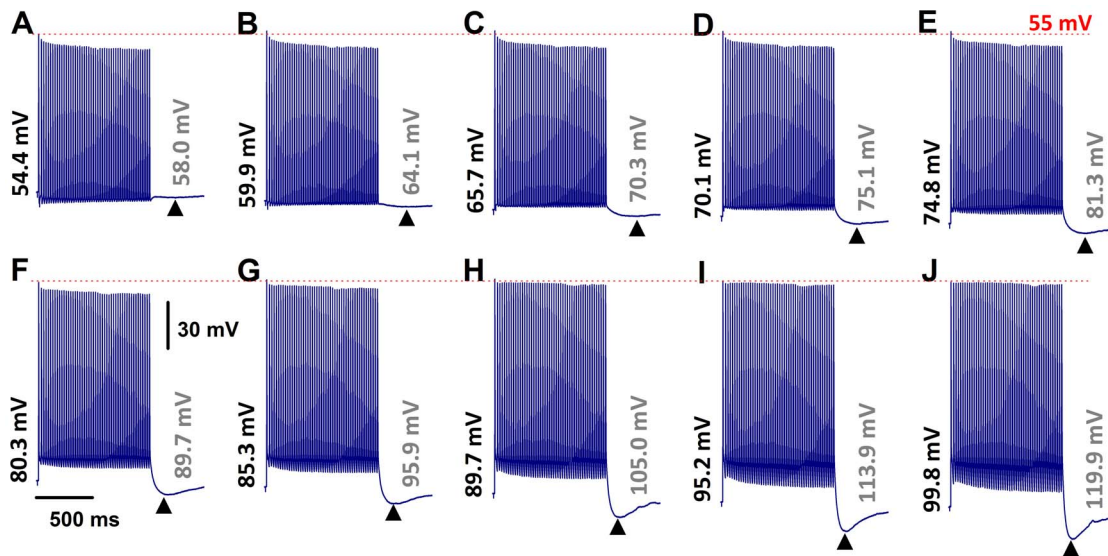 A
B
C
D
E
55 mV
54.4 mV
58.0 mV
59.9 mV
64.1 mV
65.7 mV
70.3 mV
70.1 mV
75.1 mV
74.8 mV
81.3 mV
F
G
H
I
J
30 mV
80.3 mV
89.7 mV
85.3 mV
95.9 mV
89.7 mV
105.0 mV
95.2 mV
113.9 mV
99.8 mV
119.9 mV
500 ms